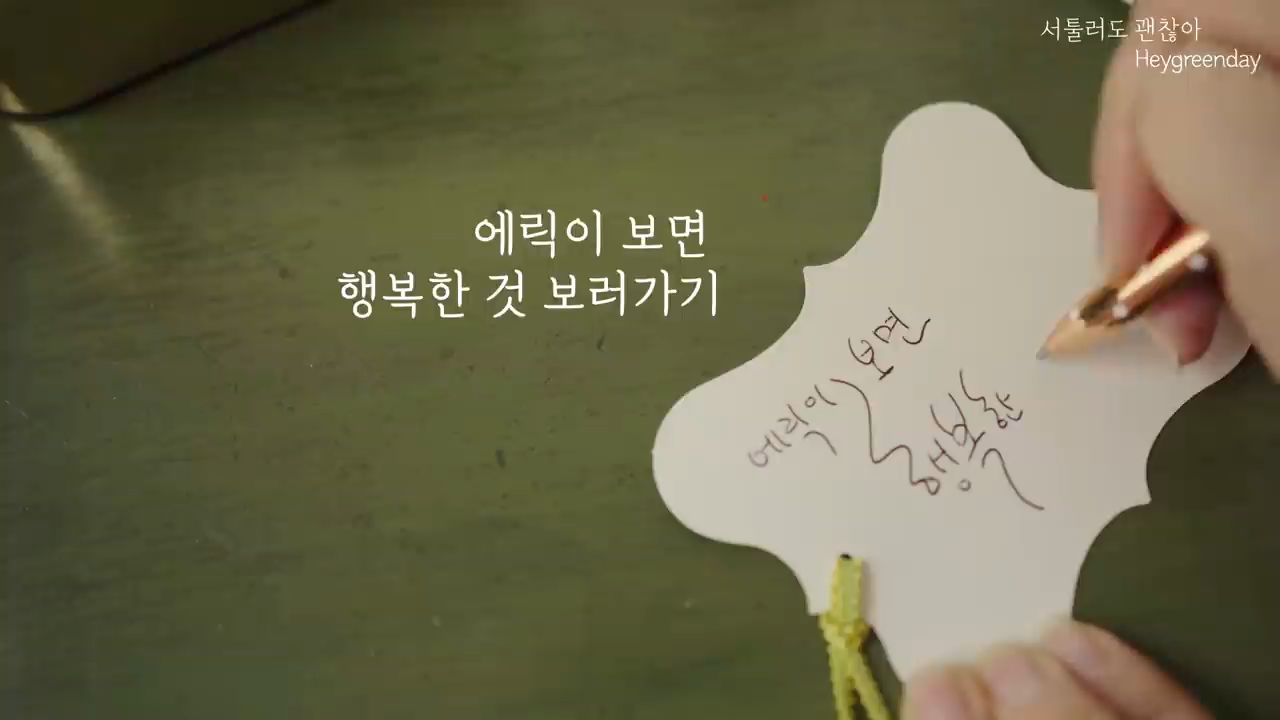 서툴러도 괜찮아
Heygreenday
에릭이 보면
행복한 것 보러가기
에릭이 보면
행복한